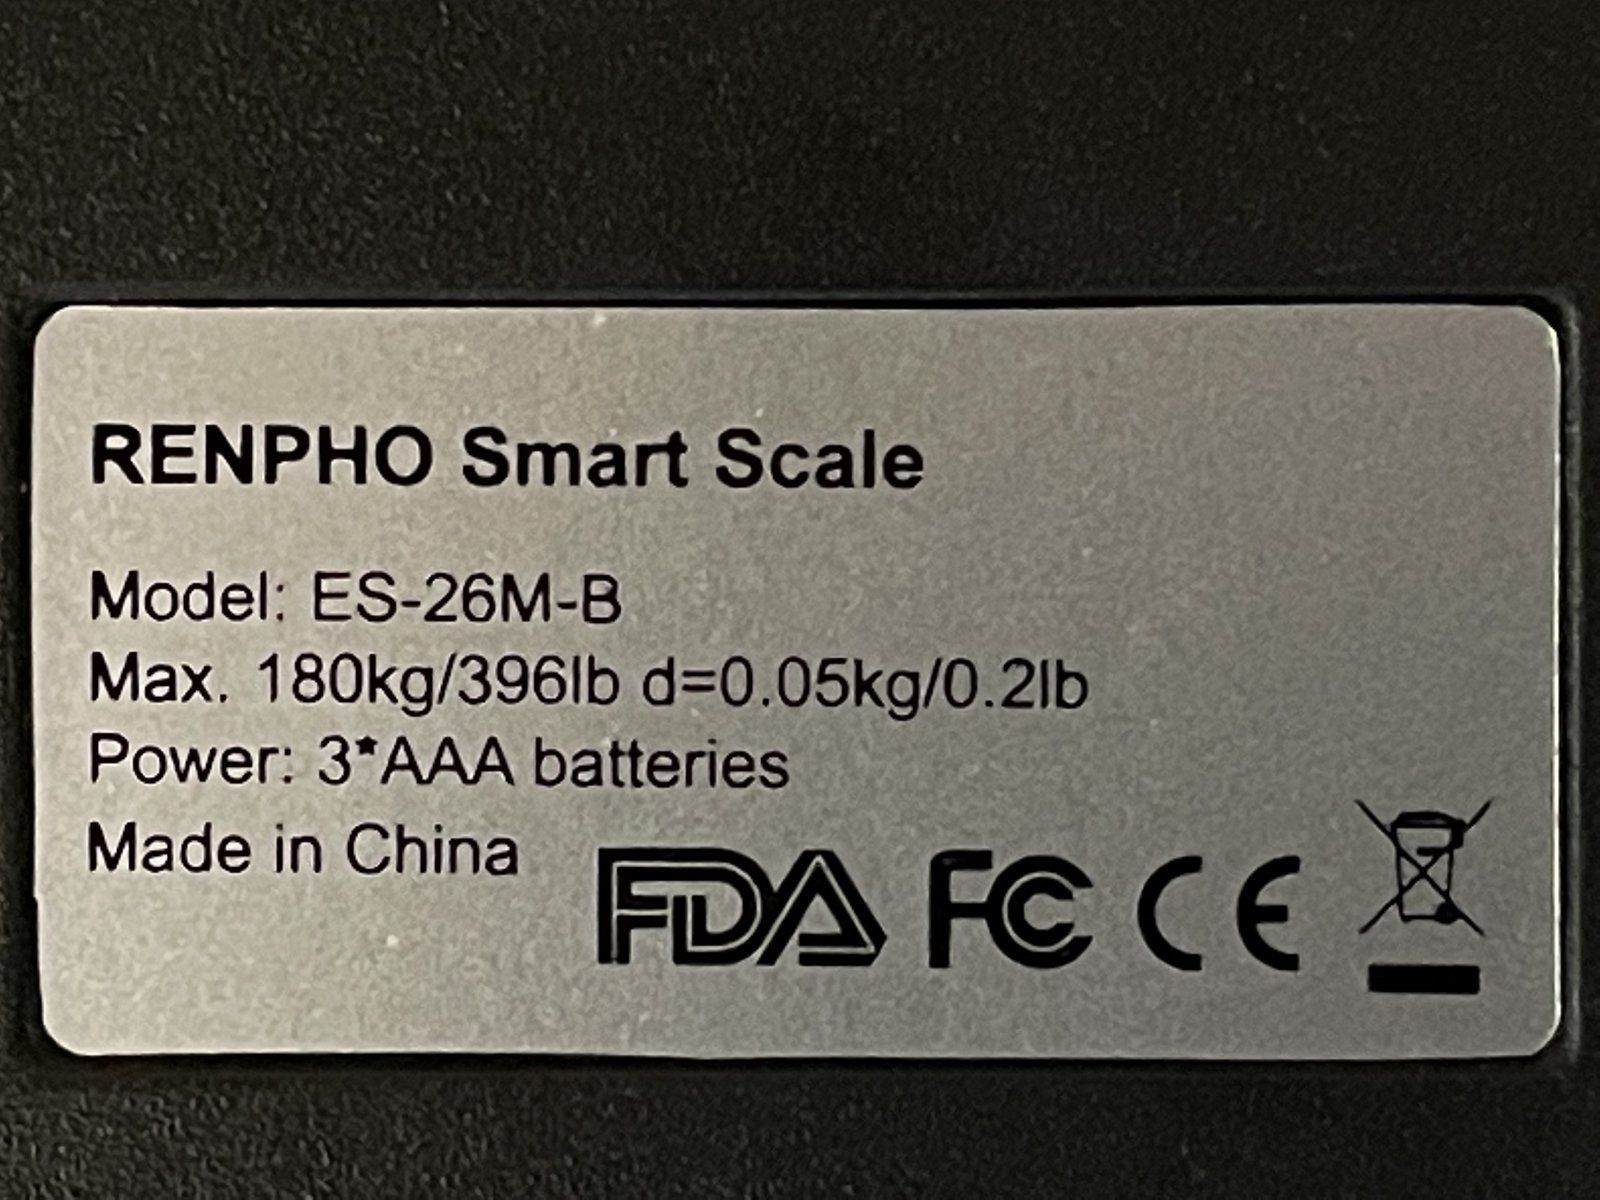 RENPHO Smart Scale
Model: ES-26M-B
Max. 180kg/396lb d=0.05kg/0.2lb
Power: 3*AAA batteries
Made in China
FDA FC CE